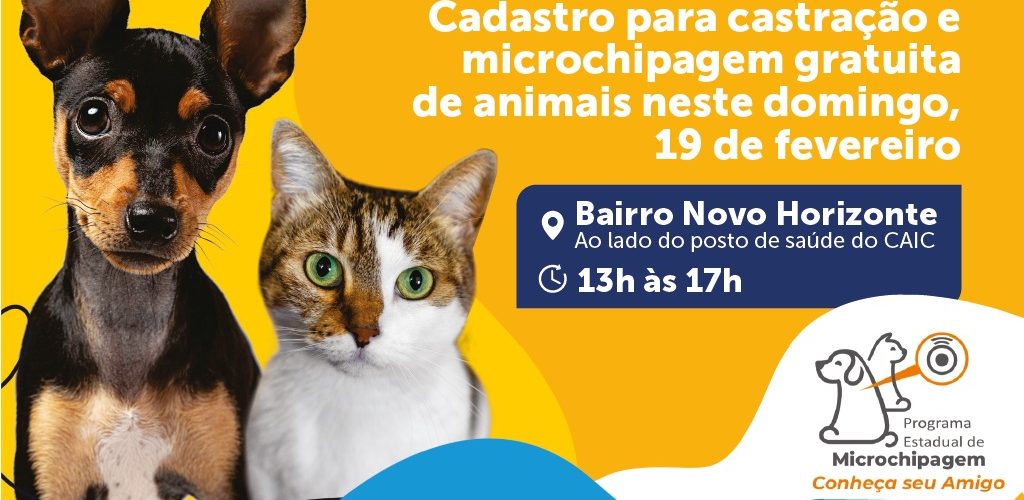 Cadastro para castração e
microchipagem gratuita
de animais neste domingo,
19 de fevereiro
Bairro Novo Horizonte
Ao lado do posto de saúde do CAIC
13h às 17h
Programa
Estadual de
Microchipagem
Conheça seu Amigo